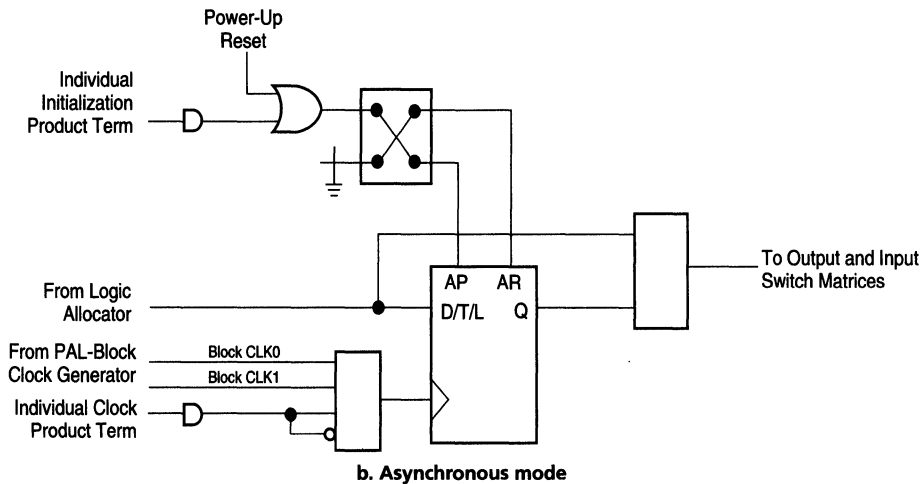 Power-Up
Reset
Individual
Initialization
Product Term
To Output and Input
Switch Matrices
AP AR
From Logic
Allocator
D/T/L Q
From PAL-Block
Clock Generator
Block CLK0
Block CLK1
Individual Clock
Product Term
b. Asynchronous mode